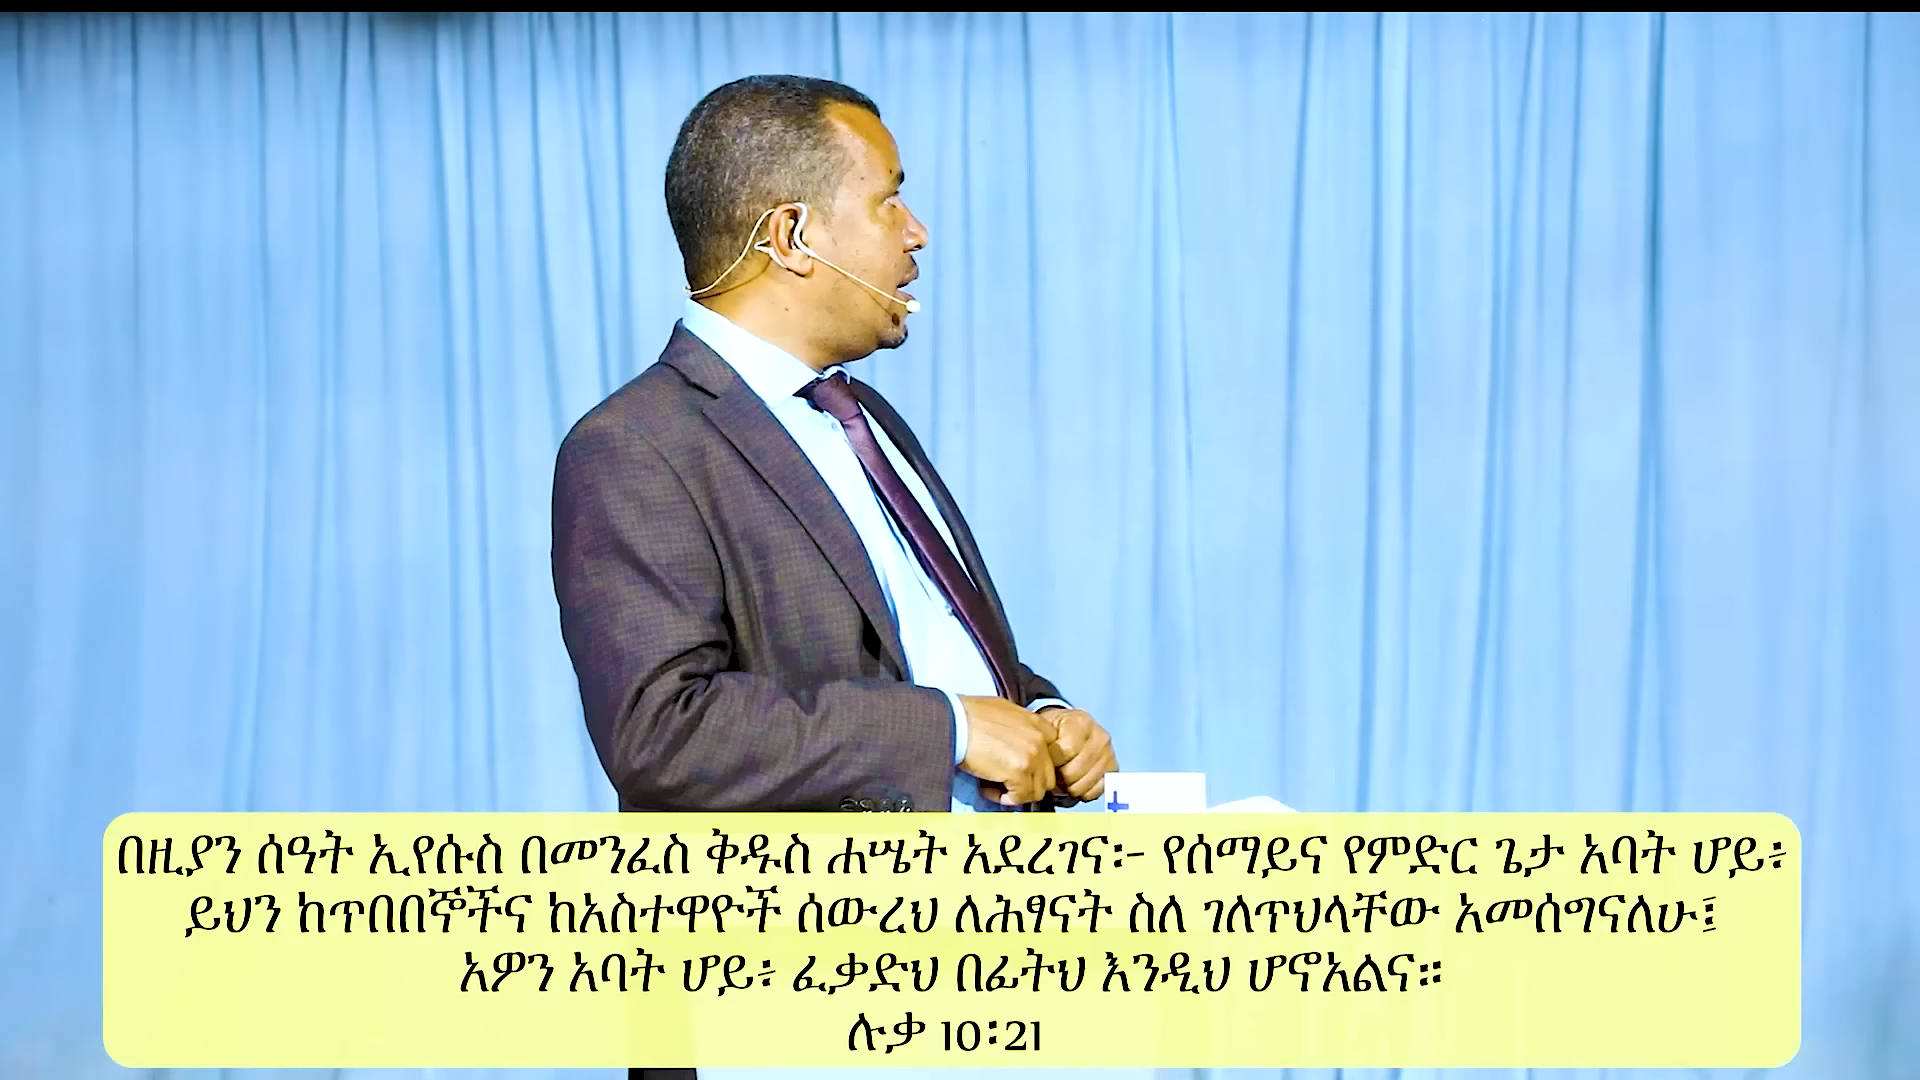 በዚያን ሰዓት ኢየሱስ በመንፈስ ቅዱስ ሐሤት አደረገና፡- የሰማይና የምድር ጌታ አባት ሆይ፥
ይህን ከጥበበኞችና ከአስተዋዮች ሰውረህ ለሕፃናት ስለ ገለጥህላቸው አመሰግናለሁ፤
አዎን አባት ሆይ፥ ፈቃድህ በፊትህ እንዲህ ሆኖአልና።
ሉቃ 10፡21